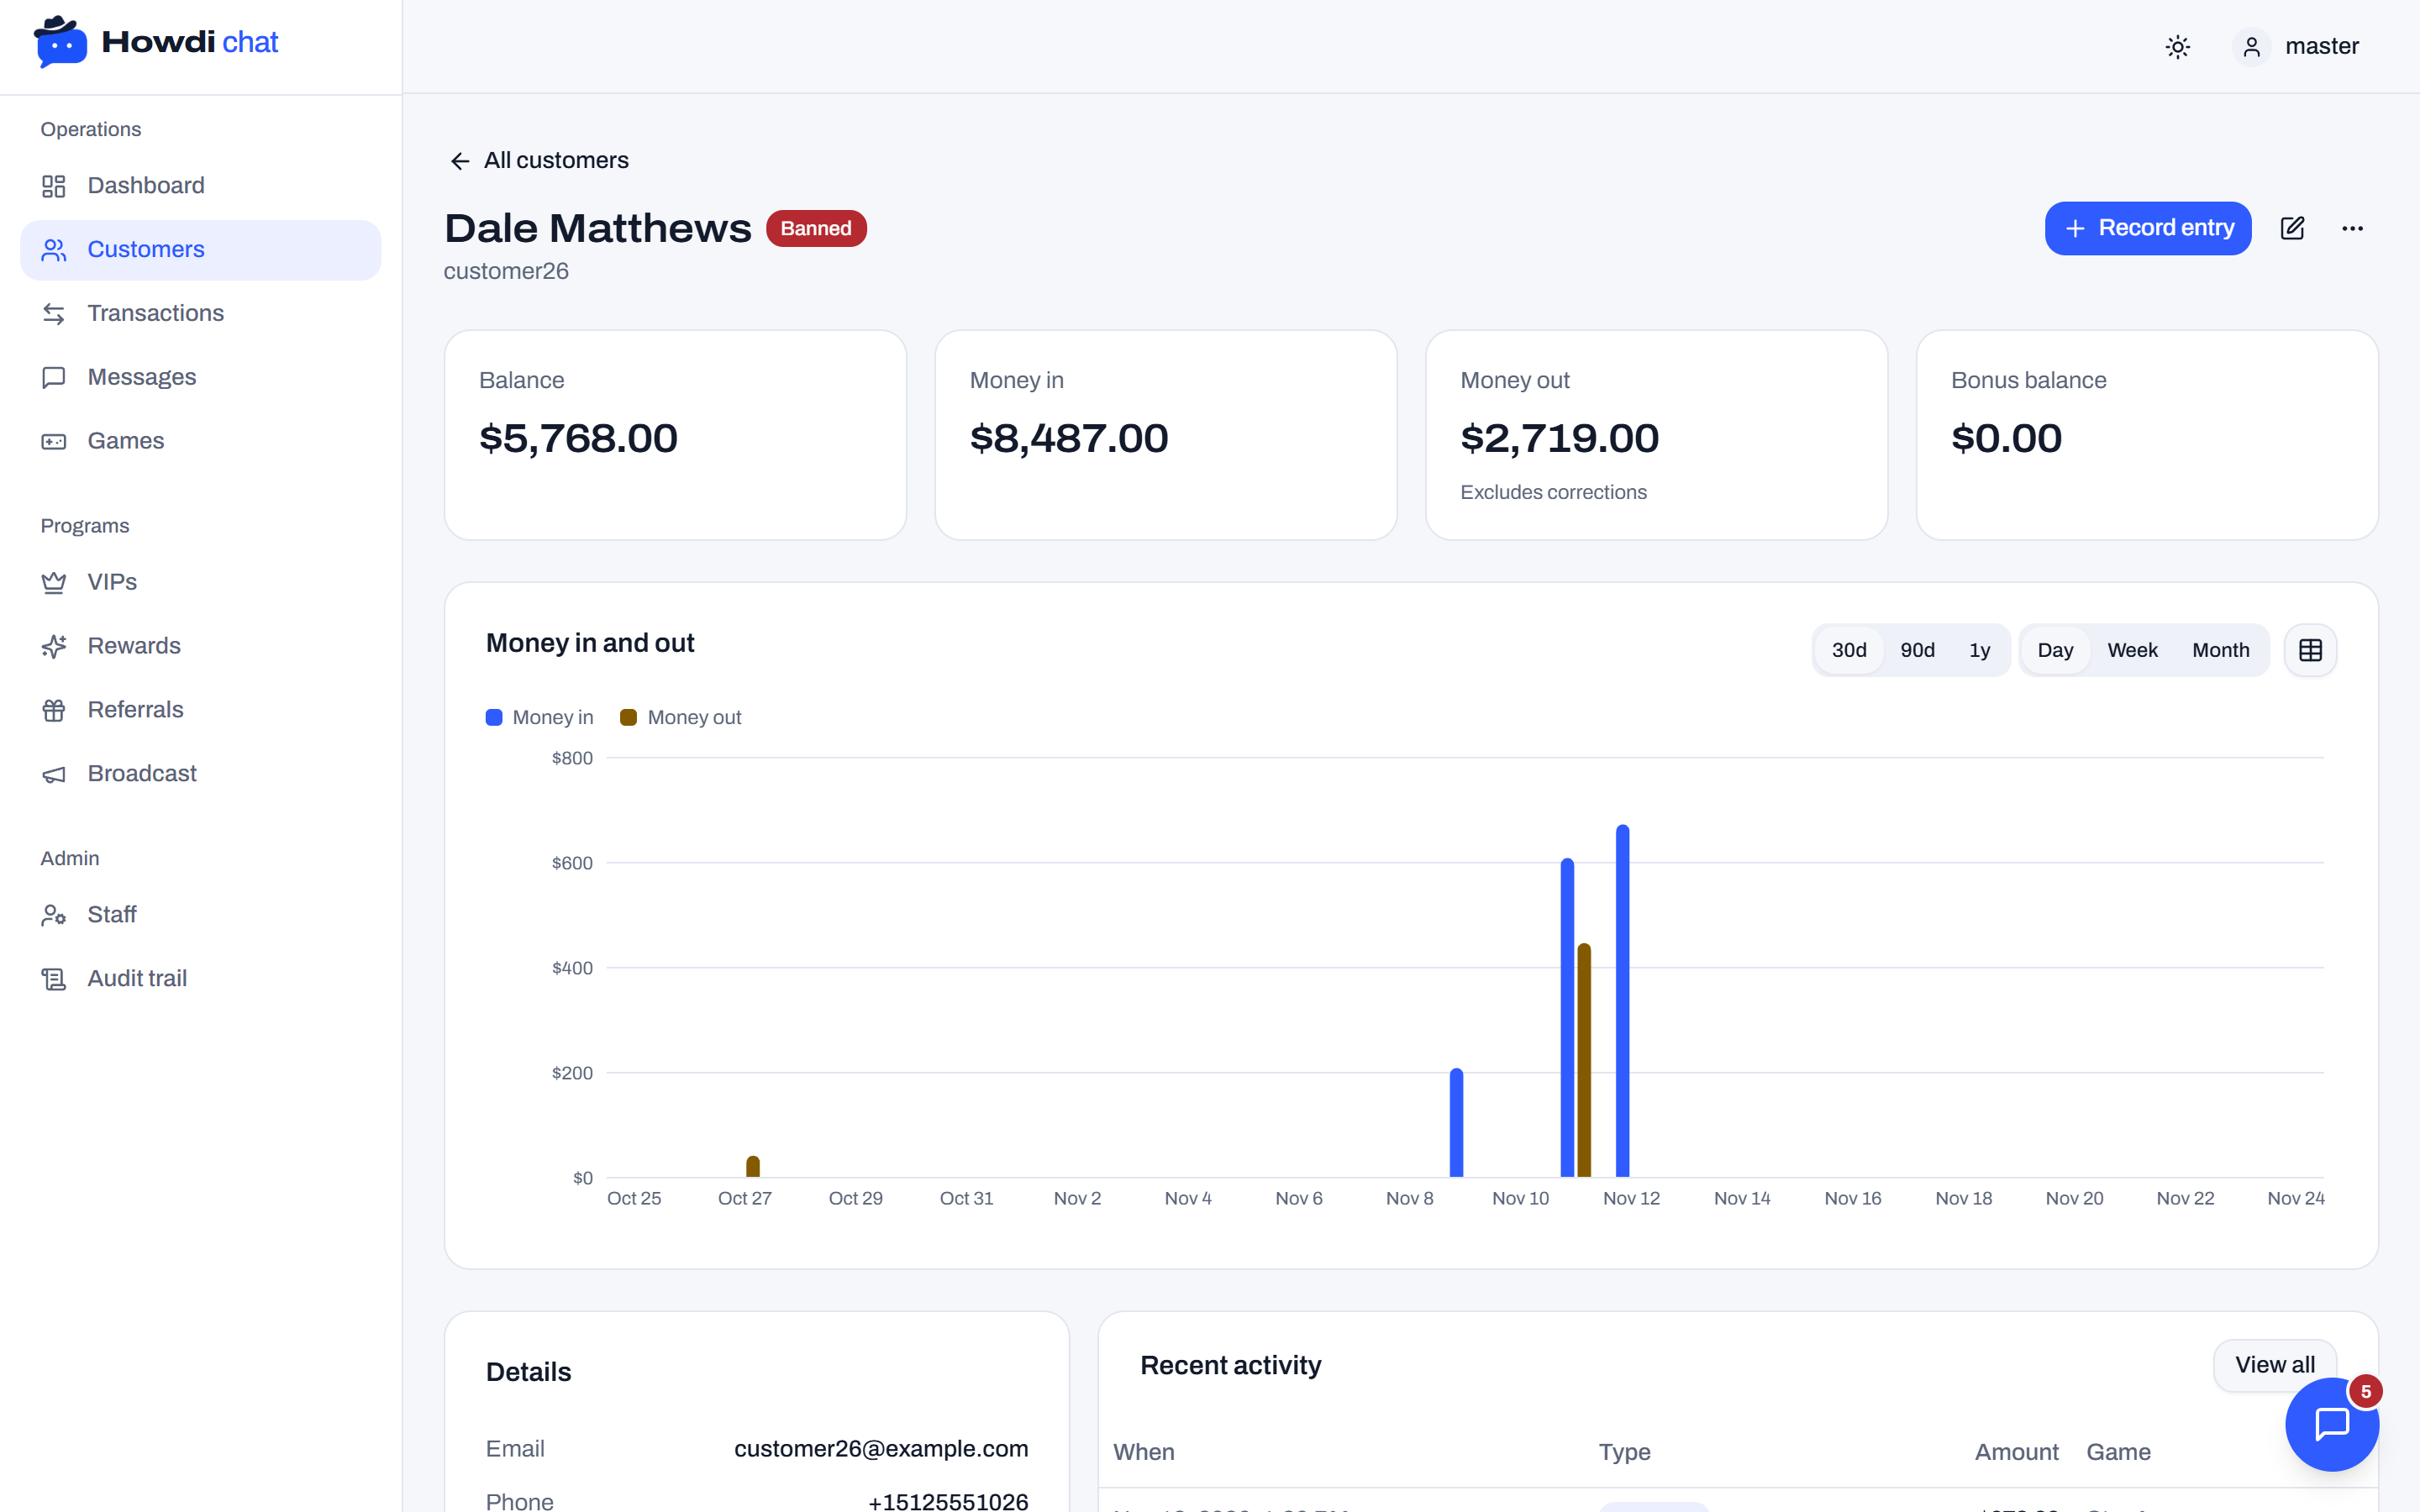 Howdi chat
master
Operations
Dashboard
Customers
Transactions
Messages
Games
Programs
VIPs
Rewards
Referrals
Broadcast
Admin
Staff
Audit trail
All customers
Dale Matthews Banned
customer26
Record entry
Balance
$5,768.00
Money in
$8,487.00
Money out
$2,719.00
Excludes corrections
Bonus balance
$0.00
Money in and out
30d 90d 1y Day Week Month
Money in Money out
$800
$600
$400
$200
$0
Oct 25 Oct 27 Oct 29 Oct 31 Nov 2 Nov 4 Nov 6 Nov 8 Nov 10 Nov 12 Nov 14 Nov 16 Nov 18 Nov 20 Nov 22 Nov 24
Details
Email customer26@example.com
Phone +15125551026
Recent activity
View all
5
When Type Amount Game